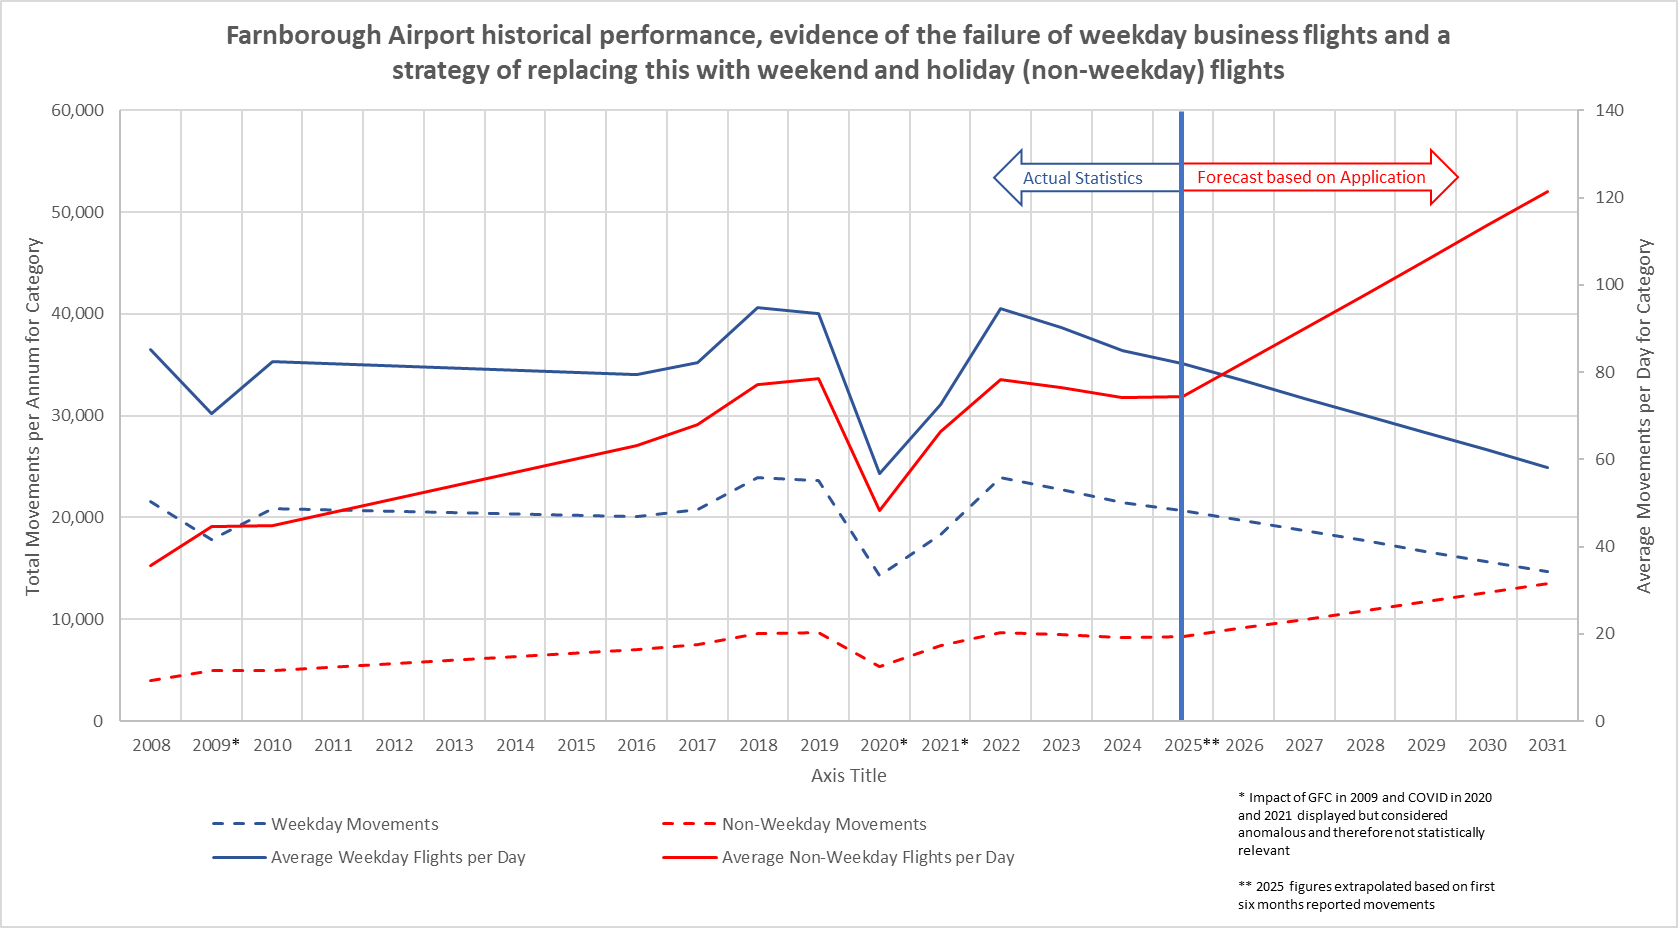 Farnborough Airport historical performance, evidence of the failure of weekday business flights and a
strategy of replacing this with weekend and holiday (non-weekday) flights
60,000
50,000
40,000
30,000
20,000
10,000
0
Total Movements per Annum for Category
Actual Statistics
Forecast based on Application
140
120
100
80
60
40
20
0
Average Movements per Day for Category
2008 2009* 2010 2011 2012 2013 2014 2015 2016 2017 2018 2019 2020* 2021* 2022 2023 2024 2025** 2026 2027 2028 2029 2030 2031
Axis Title
Weekday Movements
Non-Weekday Movements
Average Weekday Flights per Day
Average Non-Weekday Flights per Day
* Impact of GFC in 2009 and COVID in 2020
and 2021 displayed but considered
anomalous and therefore not statistically
relevant
** 2025 figures extrapolated based on first
six months reported movements